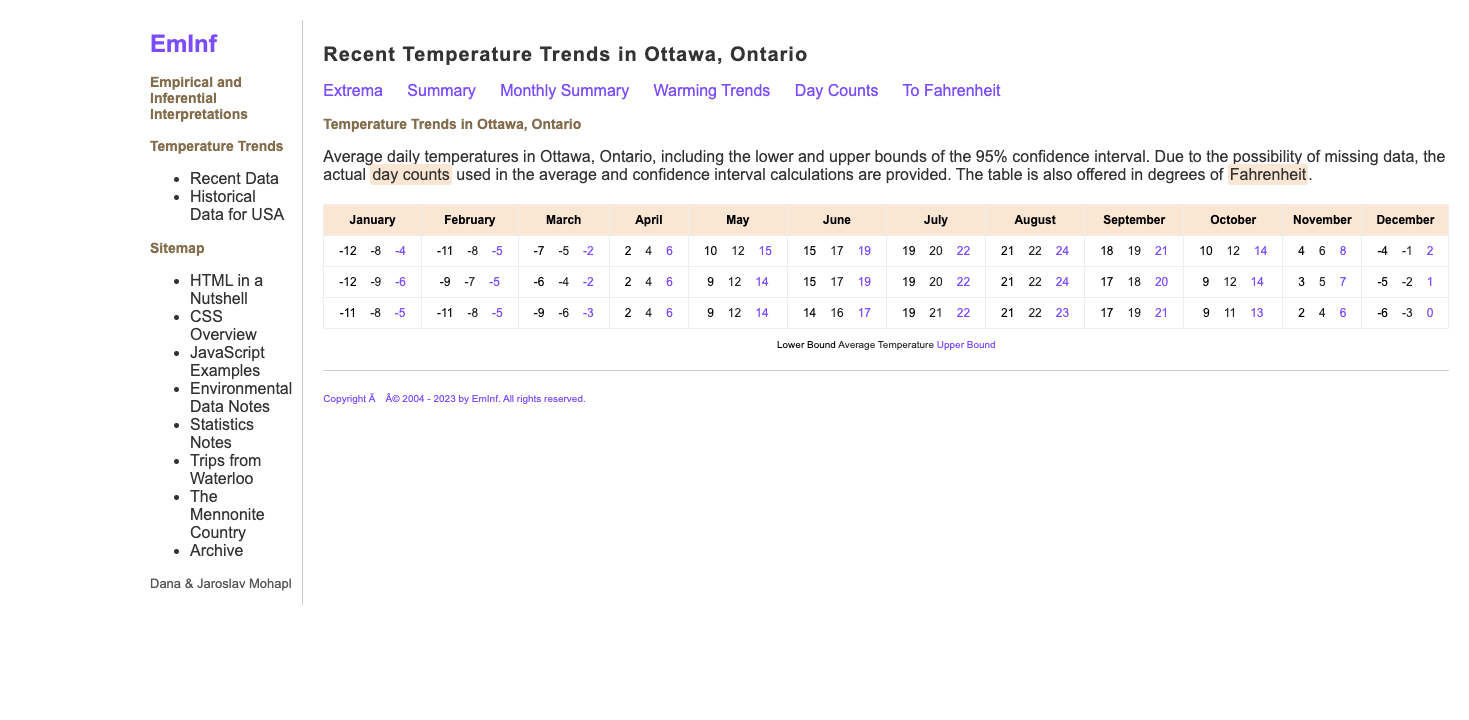 EmInf
Empirical and
Inferential
Interpretations
Temperature Trends
Recent Data
Historical
Data for USA
Sitemap
HTML in a
Nutshell
CSS
Overview
JavaScript
Examples
Environmental
Data Notes
Statistics
Notes
Trips from
Waterloo
The
Mennonite
Country
Archive
Dana & Jaroslav Mohapl
Recent Temperature Trends in Ottawa, Ontario
Extrema Summary Monthly Summary Warming Trends Day Counts To Fahrenheit
Temperature Trends in Ottawa, Ontario
Average daily temperatures in Ottawa, Ontario, including the lower and upper bounds of the 95% confidence interval. Due to the possibility of missing data, the
actual day counts used in the average and confidence interval calculations are provided. The table is also offered in degrees of Fahrenheit.
January February March April May June July August September October November December
-12 -8 -4 -11 -8 -5 -7 -5 -2 2 4 6 10 12 15 15 17 19 19 20 22 21 22 24 18 19 21 10 12 14 4 6 8 -4 -1 2
-12 -9 -6 -9 -7 -5 -6 -4 -2 2 4 6 9 12 14 15 17 19 19 20 22 21 22 24 17 18 20 9 12 14 3 5 7 -5 -2 1
-11 -8 -5 -11 -8 -5 -9 -6 -3 2 4 6 9 12 14 14 16 17 19 21 22 21 22 23 17 19 21 9 11 13 2 4 6 -6 -3 0
Lower Bound Average Temperature Upper Bound
Copyright Ã Â© 2004 - 2023 by EmInf. All rights reserved.